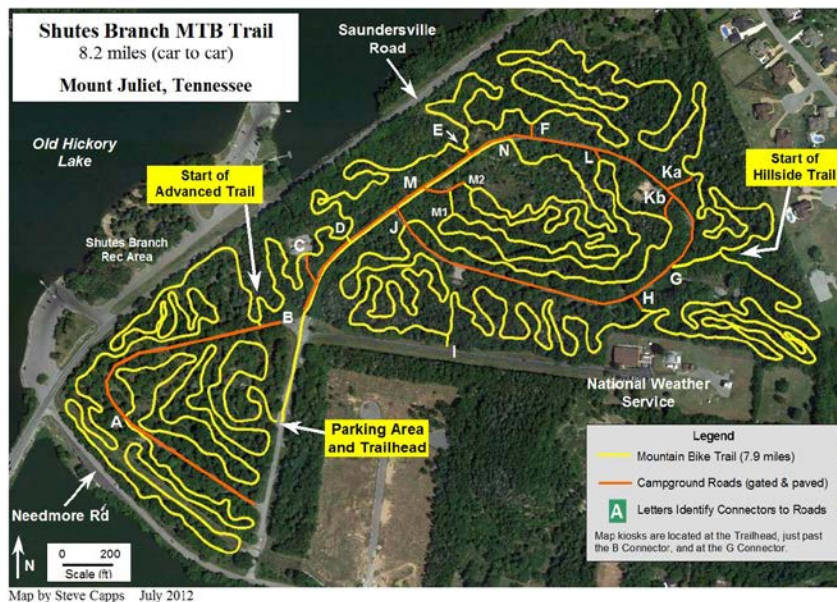 Shutes Branch MTB Trail
8.2 miles (car to car)
Mount Juliet, Tennessee
Saundersville
Road
Old Hickory
Lake
Start of
Advanced Trail
Shutes Branch
Rec Area
E
F
N
L
Ka
Kb
Start of
Hillside Trail
M
M2
M1
J
D
C
B
G
H
I
A
National Weather
Service
Parking Area
and Trailhead
Needmore Rd
N
0 200
Scale (ft)
Legend
Mountain Bike Trail (7.9 miles)
Campground Roads (gated & paved)
A Letters Identify Connectors to Roads
Map kiosks are located at the Trailhead, just past
the B Connector, and at the G Connector.
Map by Steve Capps July 2012